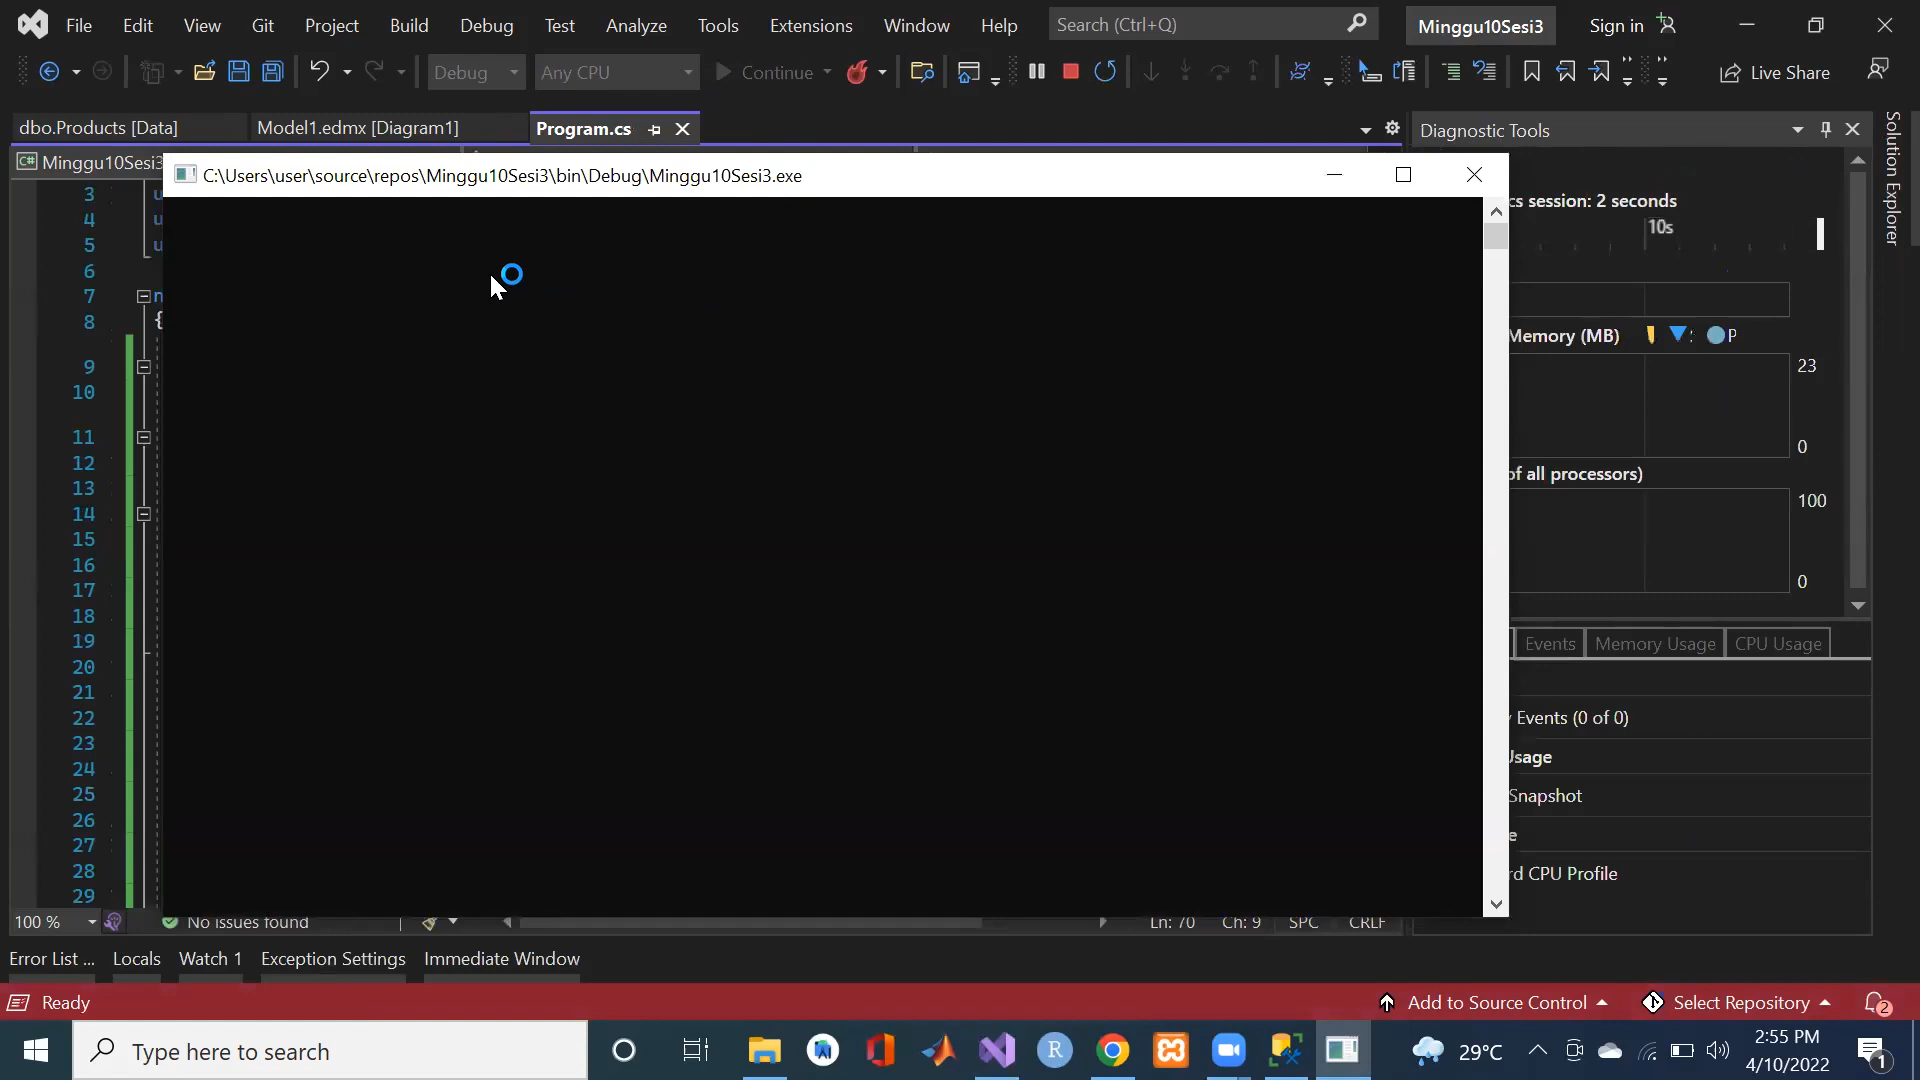 File Edit View Git Project Build Debug Test Analyze Tools Extensions Window Help Search (Ctrl+Q) Minggu10Sesi3 Sign in
Debug Any CPU Continue Live Share
dbo.Products [Data] Model1.edmx [Diagram1] Program.cs Diagnostic Tools
C# Minggu10Sesi3
C:\Users\user\source\repos\Minggu10Sesi3\bin\Debug\Minggu10Sesi3.exe
Solution Explorer
cs session: 2 seconds
10s
Memory (MB) P
23
0
of all processors)
100
0
Events Memory Usage CPU Usage
Events (0 of 0)
Usage
Snapshot
e
rd CPU Profile
3 u
4 u
5 u
6
7 n
8 {
9
10
11
12
13
14
15
16
17
18
19
20
21
22
23
24
25
26
27
28
29
100 % No issues found Ln: 70 Ch: 9 SPC CRLF
Error List ... Locals Watch 1 Exception Settings Immediate Window
Ready Add to Source Control Select Repository 2
Type here to search R 29°C 2:55 PM
4/10/2022 1